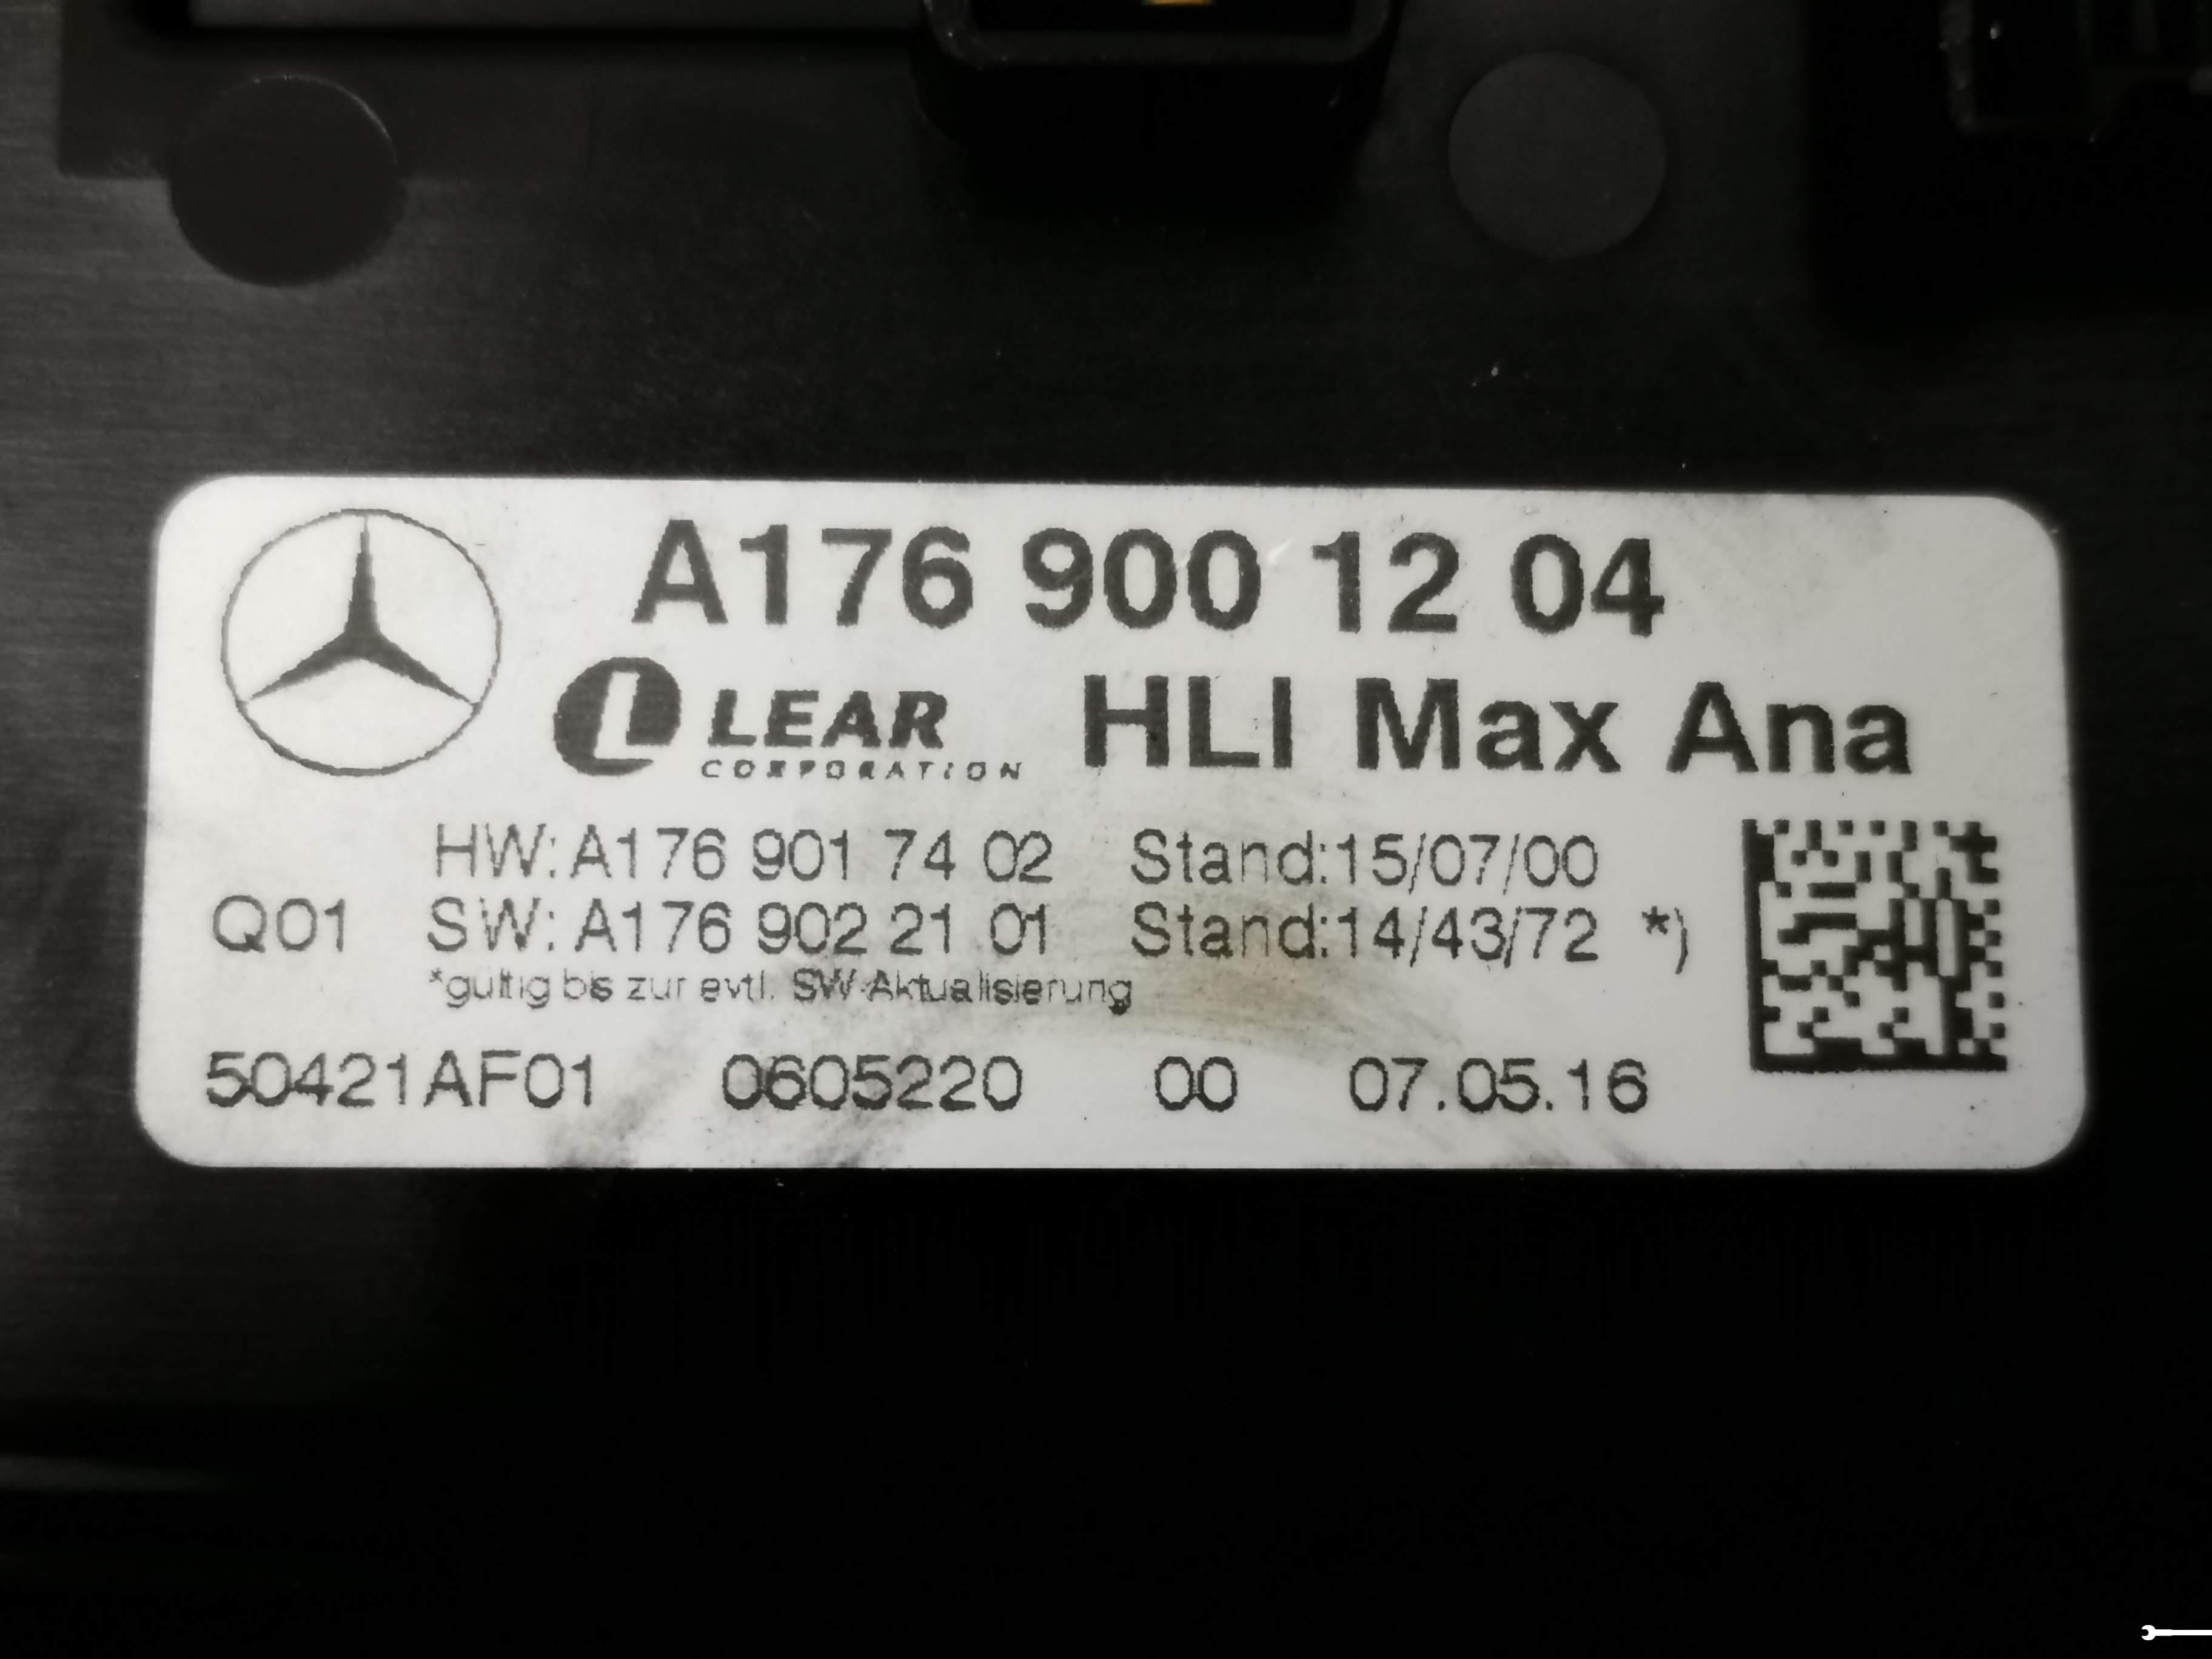 A176 900 12 04
LEAR HLI Max Ana
CORPORATION
HW: A176 901 74 02 Stand:15/07/00
Q01 SW: A176 902 21 01 Stand:14/43/72 *)
*gültig bis zur evtl. SW-Aktualisierung
50421AF01 0605220 00 07.05.16